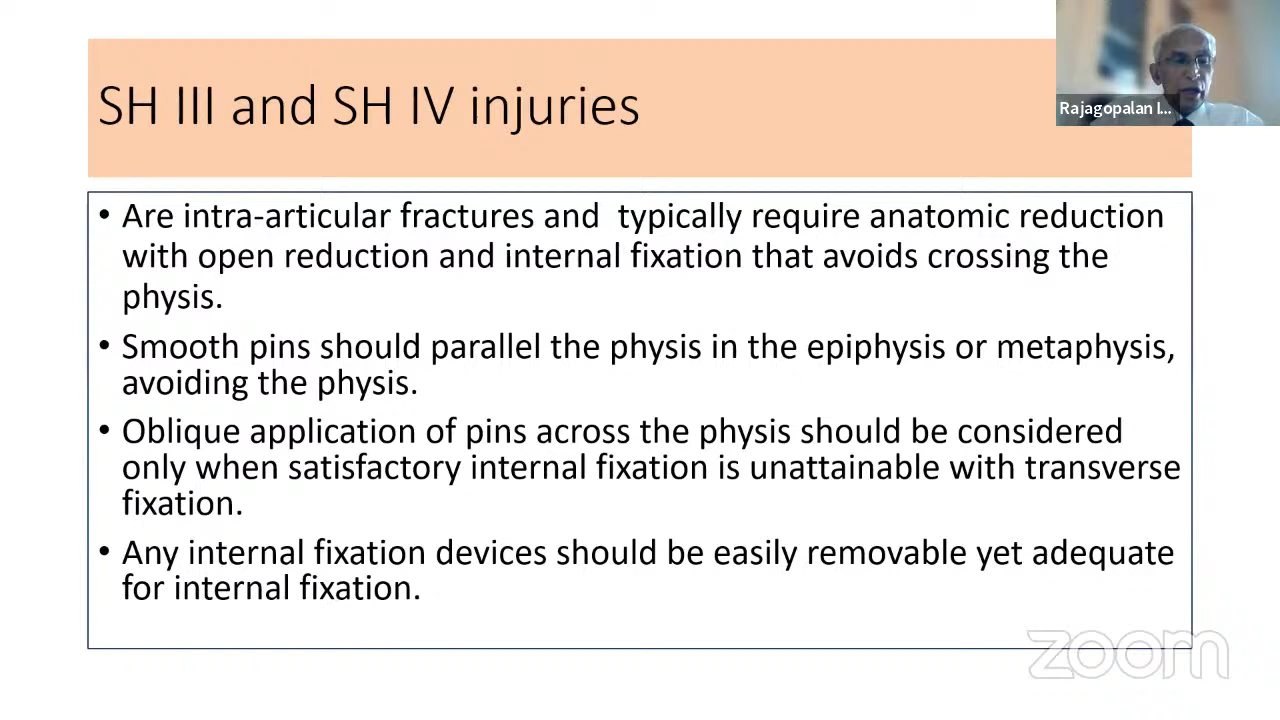 SH III and SH IV injuries
Rajagopalan I...
• Are intra-articular fractures and  typically require anatomic reduction
with open reduction and internal fixation that avoids crossing the
physis.
• Smooth pins should parallel the physis in the epiphysis or metaphysis,
avoiding the physis.
• Oblique application of pins across the physis should be considered
only when satisfactory internal fixation is unattainable with transverse
fixation.
• Any internal fixation devices should be easily removable yet adequate
for internal fixation.
zoom